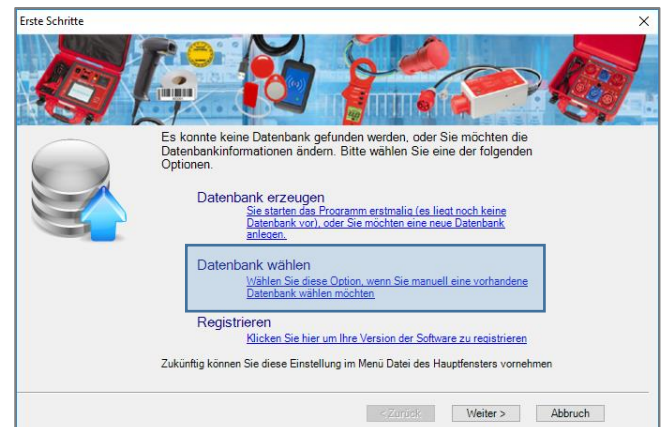 Erste Schritte
Es konnte keine Datenbank gefunden werden, oder Sie möchten die
Datenbankinformationen ändern. Bitte wählen Sie eine der folgenden
Optionen.
Datenbank erzeugen
Sie starten das Programm erstmalig (es liegt noch keine
Datenbank vor), oder Sie möchten eine neue Datenbank
anlegen.
Datenbank wählen
Wählen Sie diese Option, wenn Sie manuell eine vorhandene
Datenbank wählen möchten
Registrieren
Klicken Sie hier um Ihre Version der Software zu registrieren
Zukünftig können Sie diese Einstellung im Menü Datei des Hauptfensters vornehmen
< Zurück
Weiter >
Abbruch